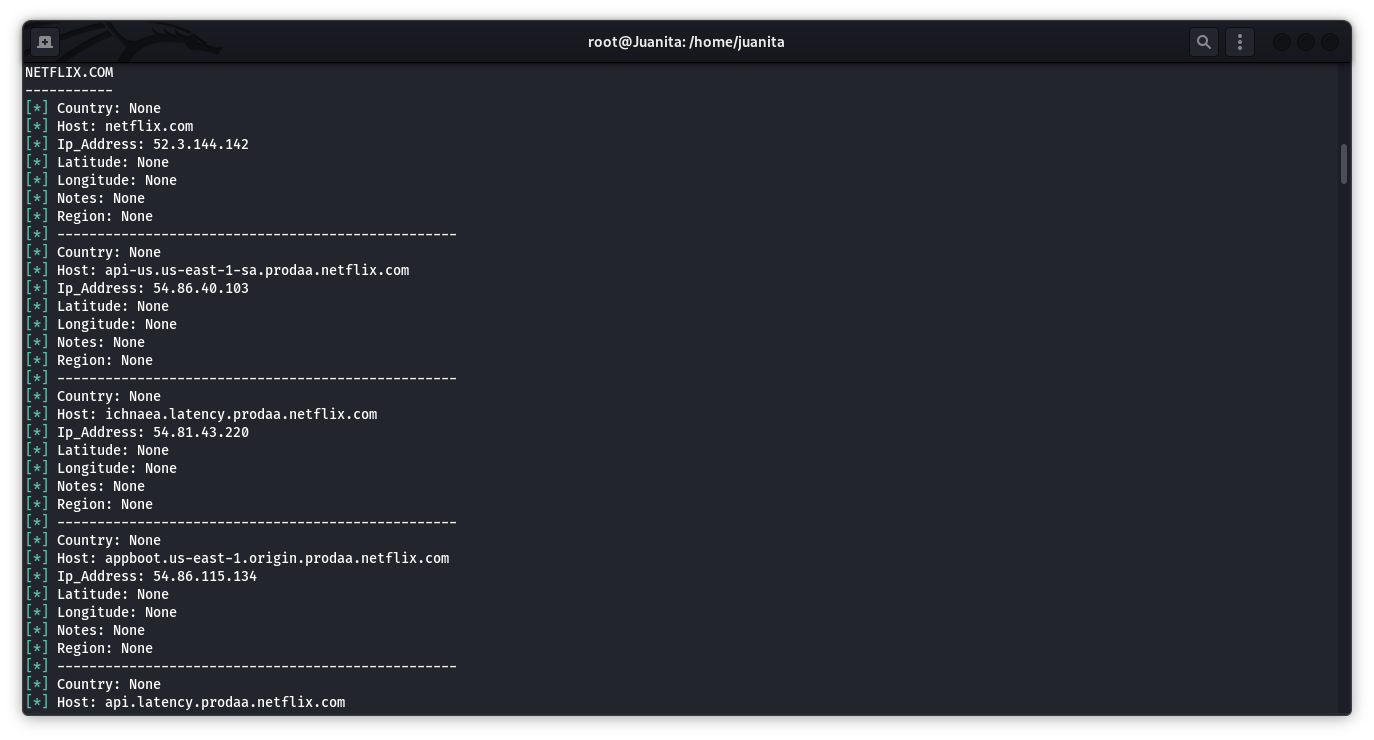 root@Juanita: /home/juanita
NETFLIX.COM
-----------
[*] Country: None
[*] Host: netflix.com
[*] Ip_Address: 52.3.144.142
[*] Latitude: None
[*] Longitude: None
[*] Notes: None
[*] Region: None
[*] --------------------------------------------------
[*] Country: None
[*] Host: api-us.us-east-1-sa.prodaa.netflix.com
[*] Ip_Address: 54.86.40.103
[*] Latitude: None
[*] Longitude: None
[*] Notes: None
[*] Region: None
[*] --------------------------------------------------
[*] Country: None
[*] Host: ichnaea.latency.prodaa.netflix.com
[*] Ip_Address: 54.81.43.220
[*] Latitude: None
[*] Longitude: None
[*] Notes: None
[*] Region: None
[*] --------------------------------------------------
[*] Country: None
[*] Host: appboot.us-east-1.origin.prodaa.netflix.com
[*] Ip_Address: 54.86.115.134
[*] Latitude: None
[*] Longitude: None
[*] Notes: None
[*] Region: None
[*] --------------------------------------------------
[*] Country: None
[*] Host: api.latency.prodaa.netflix.com